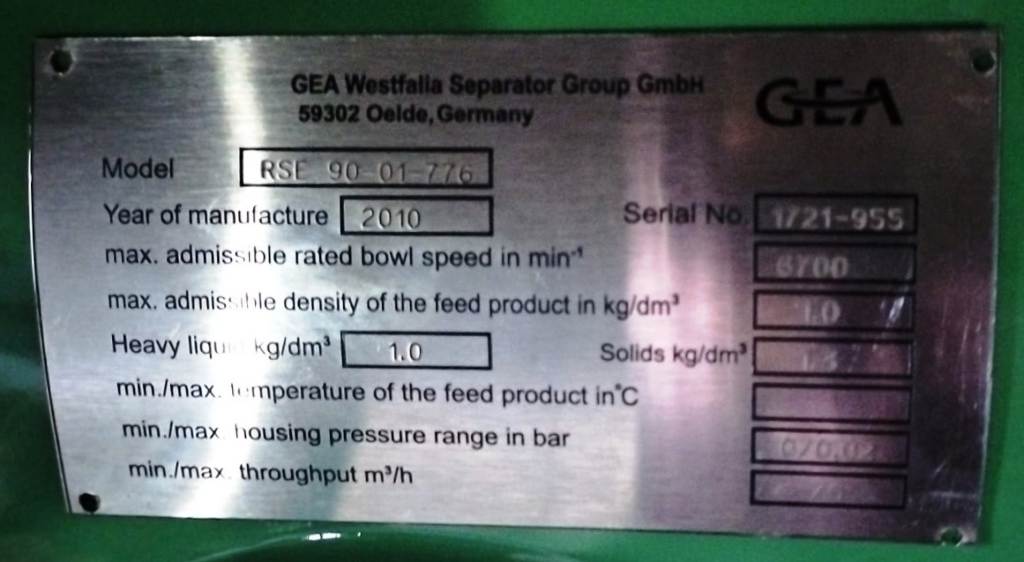 GEA Westfalia Separator Group GmbH
59302 Oelde, Germany
GEA
Model RSE 90-01-776
Year of manufacture 2010 Serial No. 1721-955
max. admissible rated bowl speed in min⁻¹ 6700
max. admissible density of the feed product in kg/dm³ 1.0
Heavy liquid kg/dm³ 1.0 Solids kg/dm³
min./max. temperature of the feed product in °C
min./max. housing pressure range in bar 0/0.02
min./max. throughput m³/h